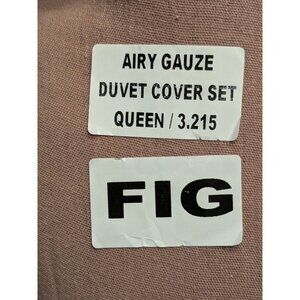 AIRY GAUZE
DUVET COVER SET
QUEEN / 3.215
FIG